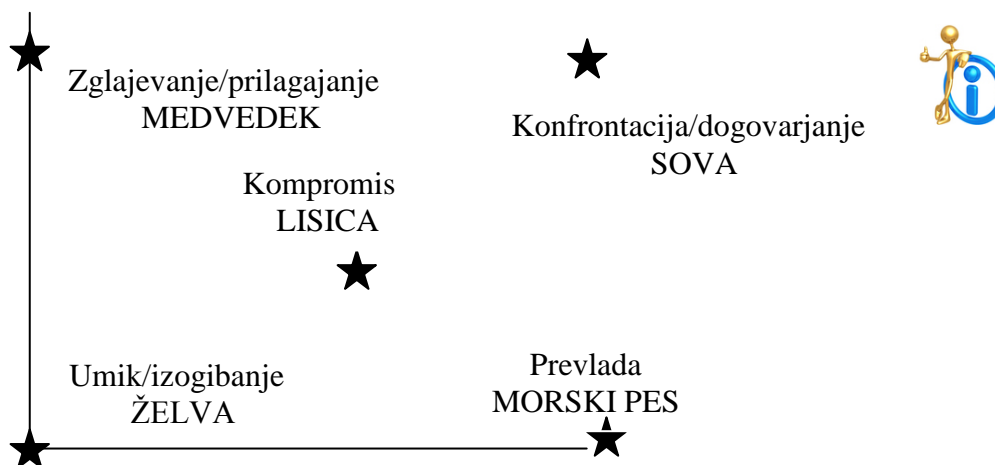 Zglajevanje/prilagajanje
MEDVEDEK
Konfrontacija/dogovarjanje
SOVA
Kompromis
LISICA
Umik/izogibanje
ŽELVA
Prevlada
MORSKI PES